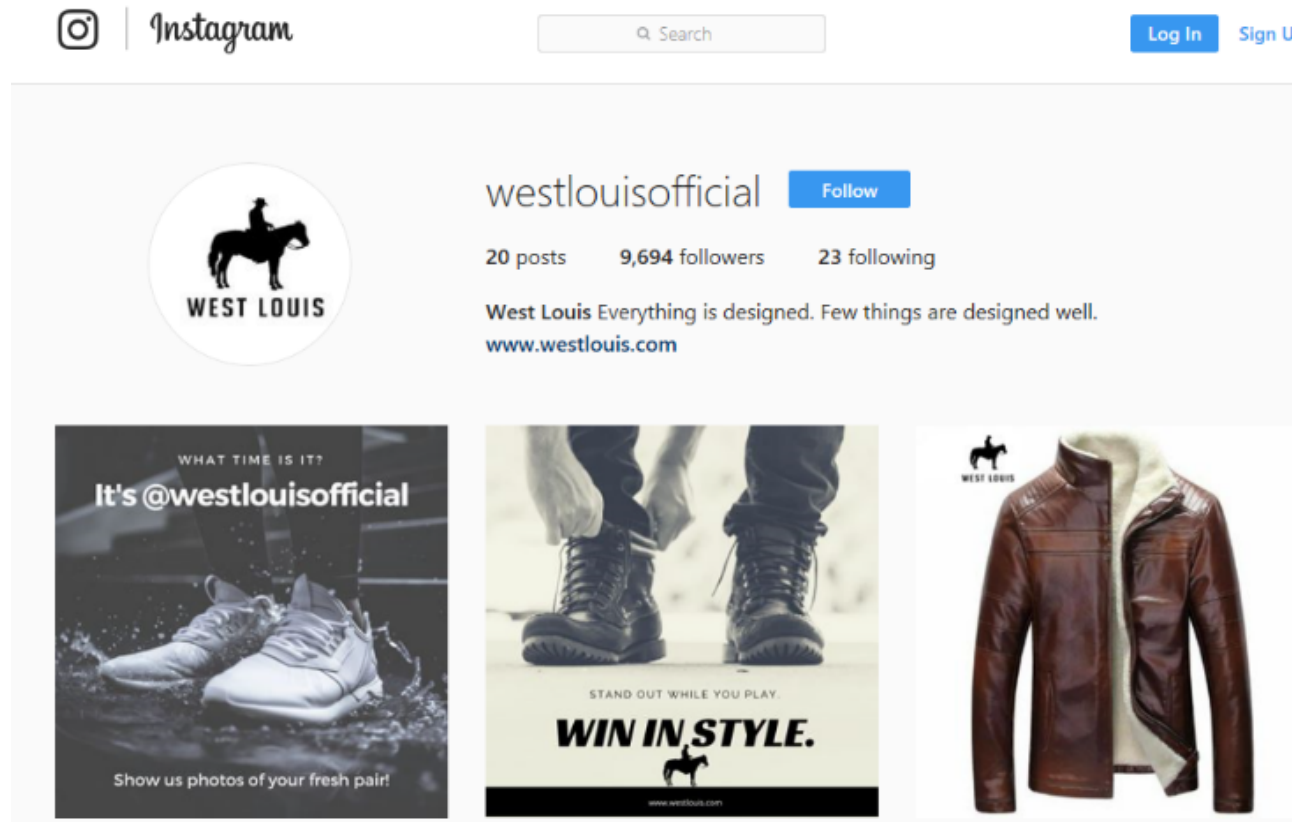 Instagram
Search
Log In
Sign U
WEST LOUIS
westlouisofficial
Follow
20 posts 9,694 followers 23 following
West Louis Everything is designed. Few things are designed well.
www.westlouis.com
WHAT TIME IS IT?
It's @westlouisofficial
Show us photos of your fresh pair!
STAND OUT WHILE YOU PLAY.
WIN IN STYLE.
www.westlouis.com
WEST LOUIS